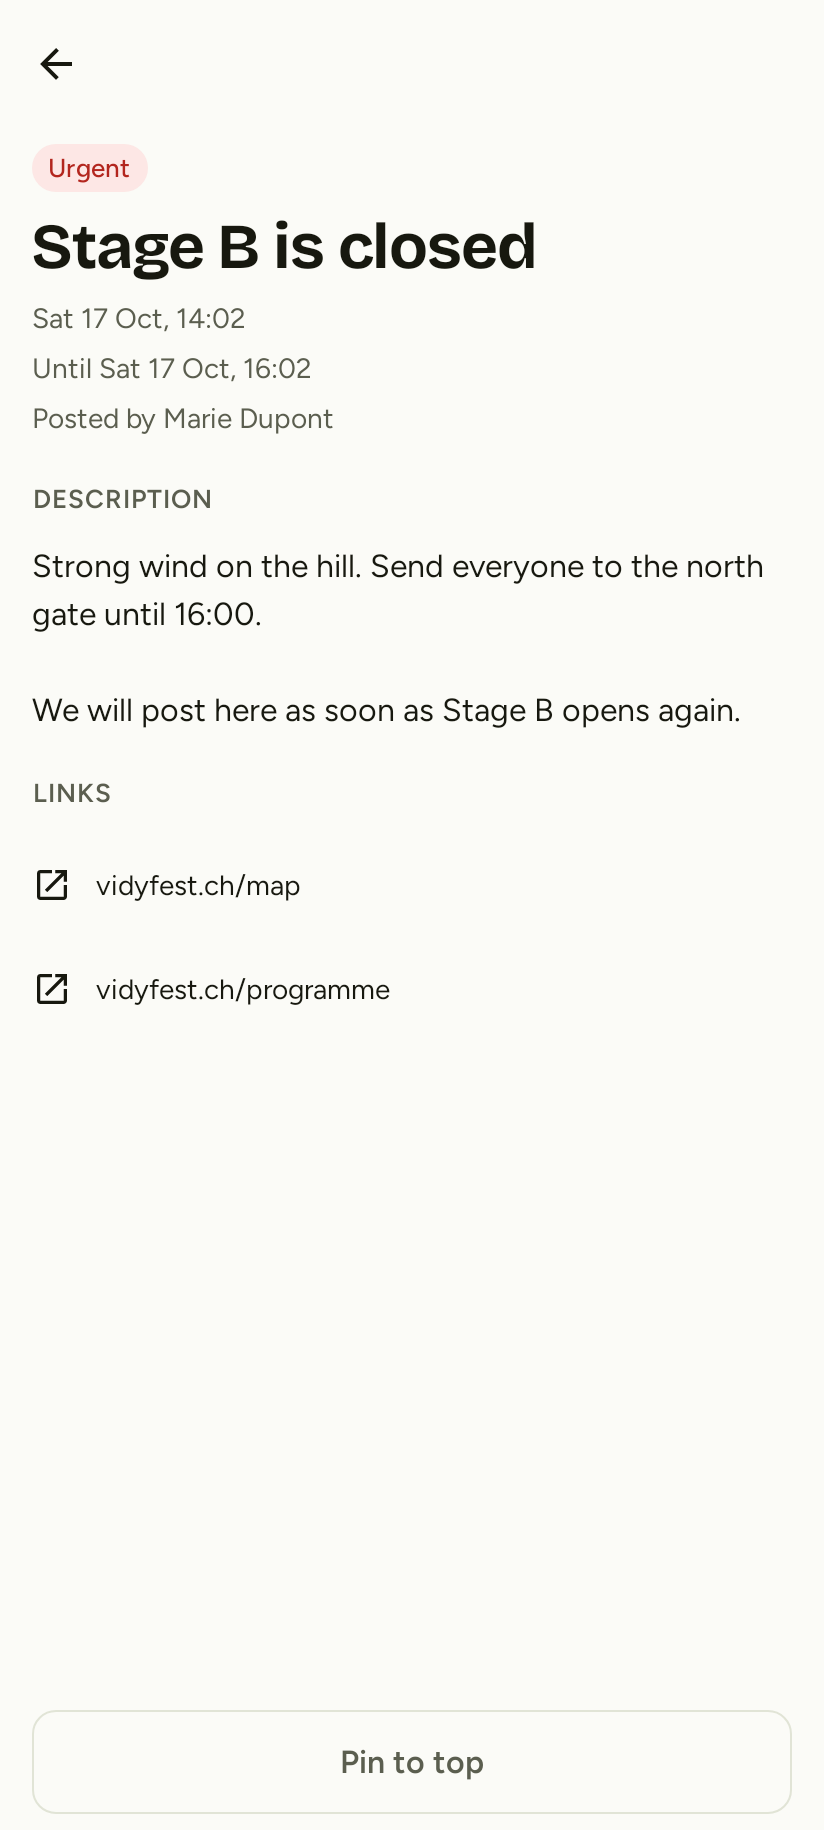 Urgent
Stage B is closed
Sat 17 Oct, 14:02
Until Sat 17 Oct, 16:02
Posted by Marie Dupont
DESCRIPTION
Strong wind on the hill. Send everyone to the north
gate until 16:00.
We will post here as soon as Stage B opens again.
LINKS
vidyfest.ch/map
vidyfest.ch/programme
Pin to top